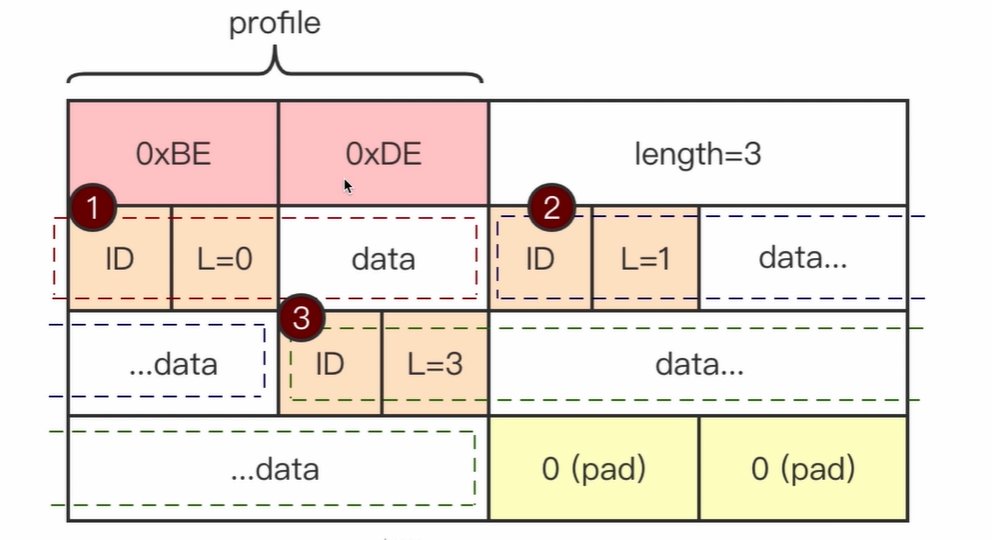 profile
0xBE 0xDE length=3
1 2
ID L=0 data ID L=1 data...
3
...data ID L=3 data...
...data 0 (pad) 0 (pad)